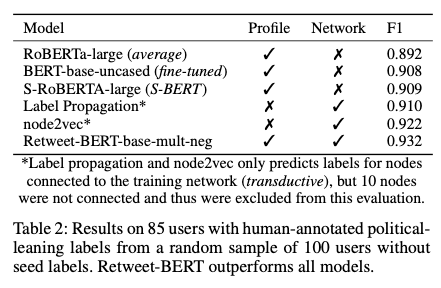 Model Profile Network F1
RoBERTa-large (average) ✓ ✗ 0.892
BERT-base-uncased (fine-tuned) ✓ ✗ 0.908
S-RoBERTA-large (S-BERT) ✓ ✗ 0.909
Label Propagation* ✗ ✓ 0.910
node2vec* ✗ ✓ 0.922
Retweet-BERT-base-mult-neg ✓ ✓ 0.932
*Label propagation and node2vec only predicts labels for nodes
connected to the training network (transductive), but 10 nodes
were not connected and thus were excluded from this evaluation.
Table 2: Results on 85 users with human-annotated political-
leaning labels from a random sample of 100 users without
seed labels. Retweet-BERT outperforms all models.